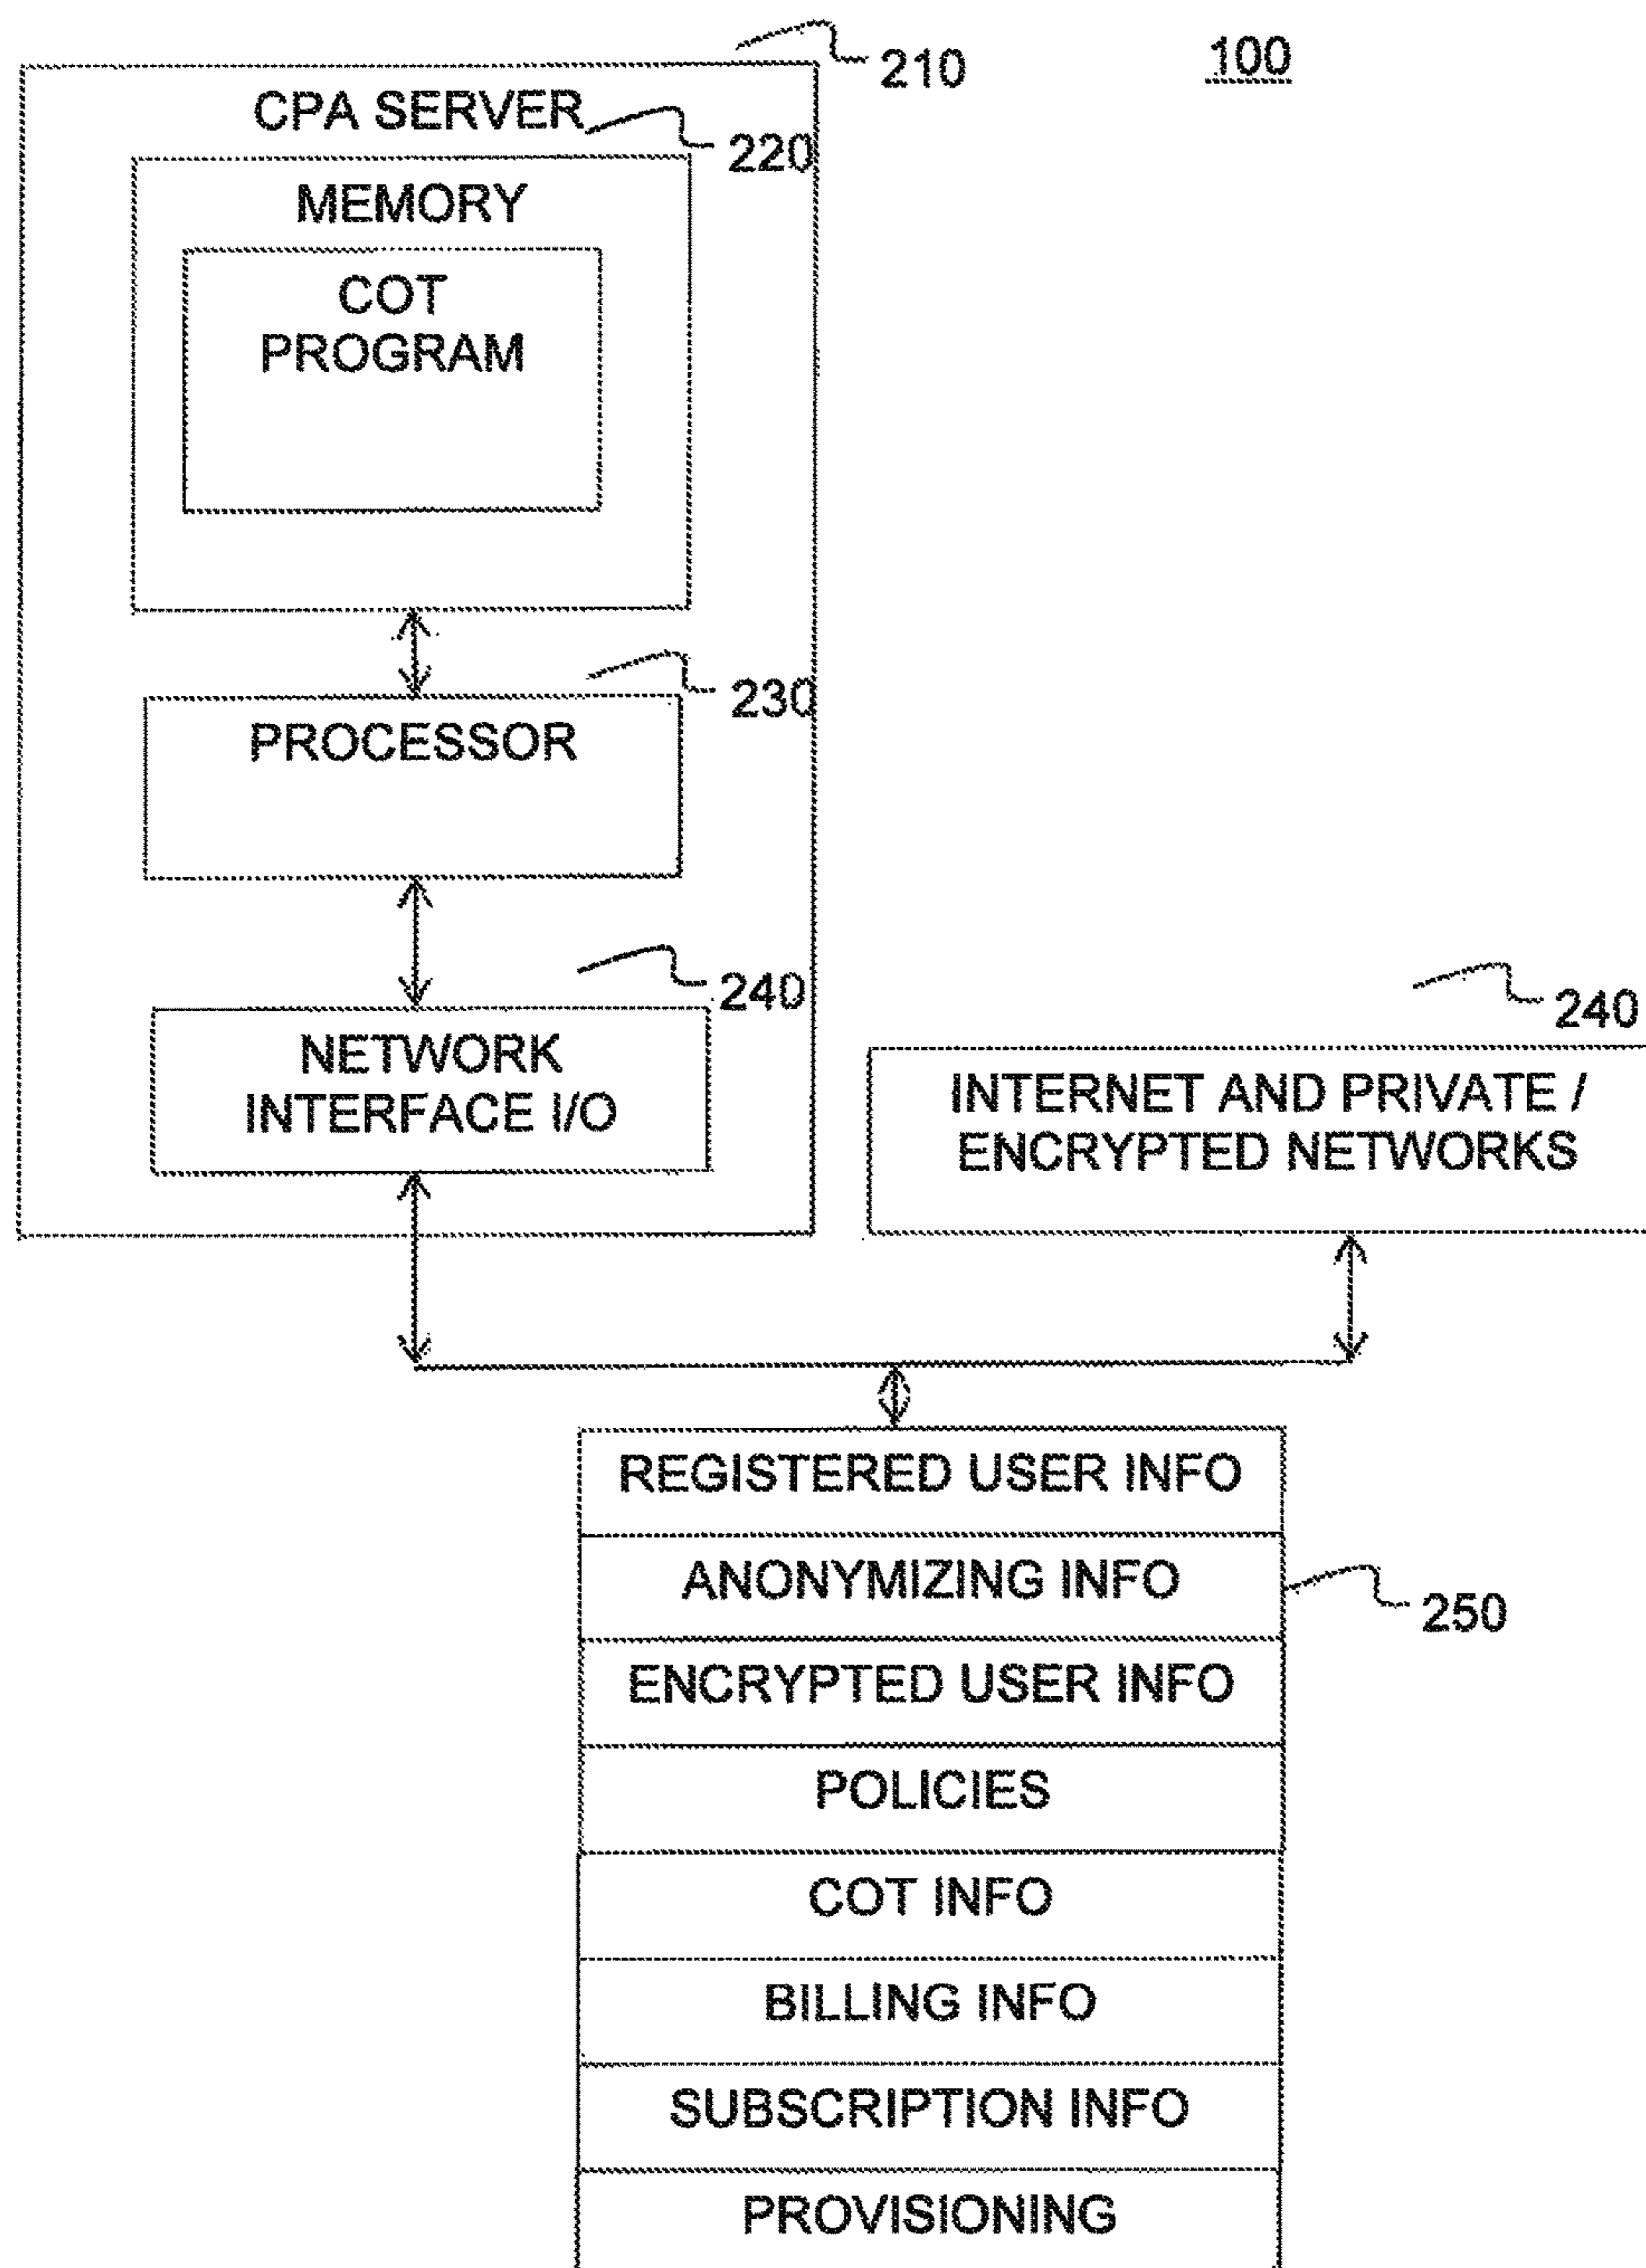 210
100
CPA SERVER
220
MEMORY
COT
PROGRAM
230
PROCESSOR
240
NETWORK
INTERFACE I/O
240
INTERNET AND PRIVATE /
ENCRYPTED NETWORKS
REGISTERED USER INFO
ANONYMIZING INFO
250
ENCRYPTED USER INFO
POLICIES
COT INFO
BILLING INFO
SUBSCRIPTION INFO
PROVISIONING